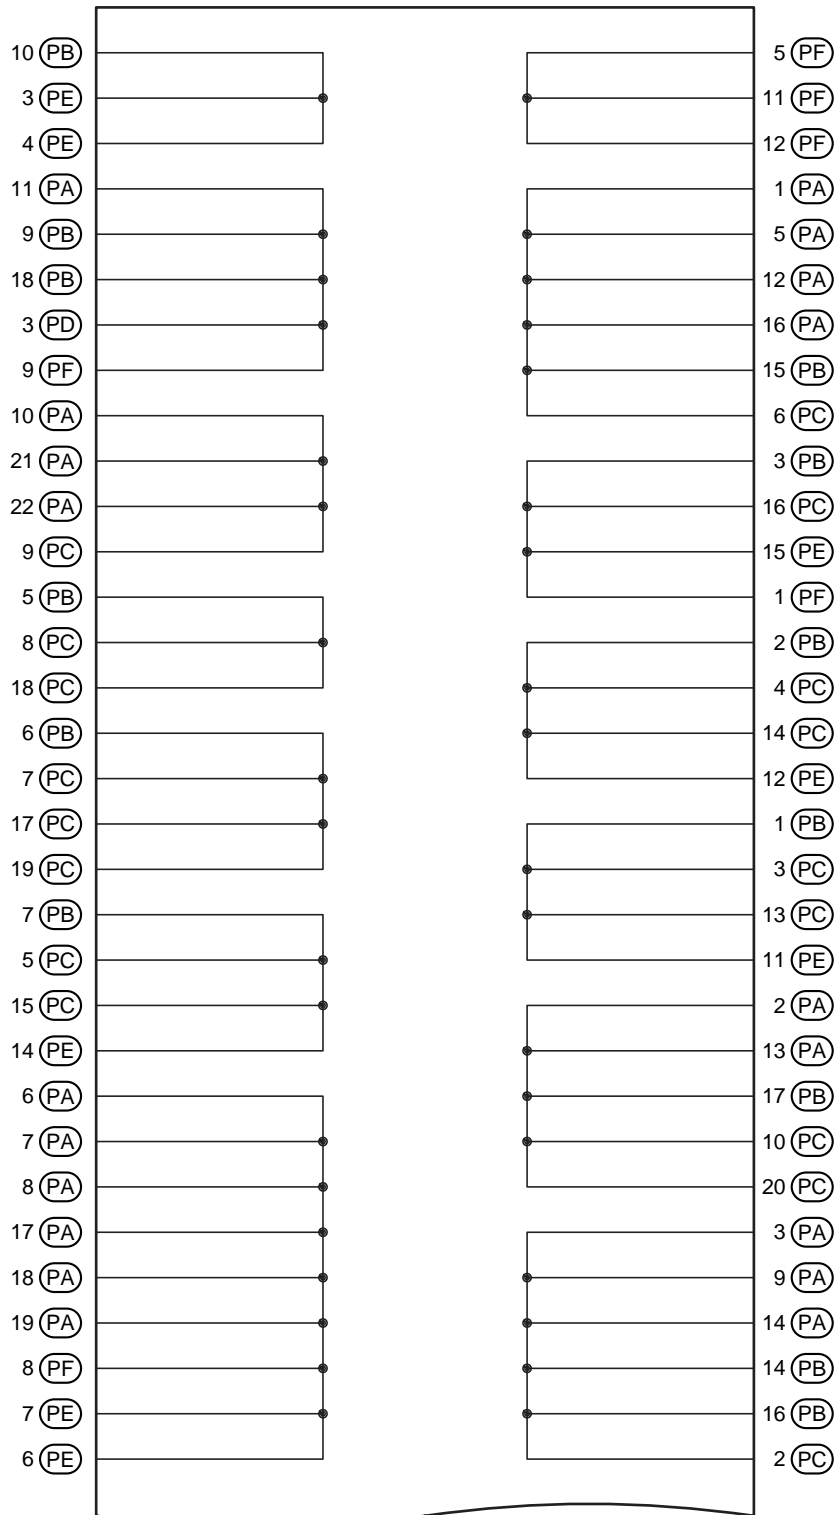 10 PB
3 PE
4 PE
11 PA
9 PB
18 PB
3 PD
9 PF
10 PA
21 PA
22 PA
9 PC
5 PB
8 PC
18 PC
6 PB
7 PC
17 PC
19 PC
7 PB
5 PC
15 PC
14 PE
6 PA
7 PA
8 PA
17 PA
18 PA
19 PA
8 PF
7 PE
6 PE
5 PF
11 PF
12 PF
1 PA
5 PA
12 PA
16 PA
15 PB
6 PC
3 PB
16 PC
15 PE
1 PF
2 PB
4 PC
14 PC
12 PE
1 PB
3 PC
13 PC
11 PE
2 PA
13 PA
17 PB
10 PC
20 PC
3 PA
9 PA
14 PA
14 PB
16 PB
2 PC